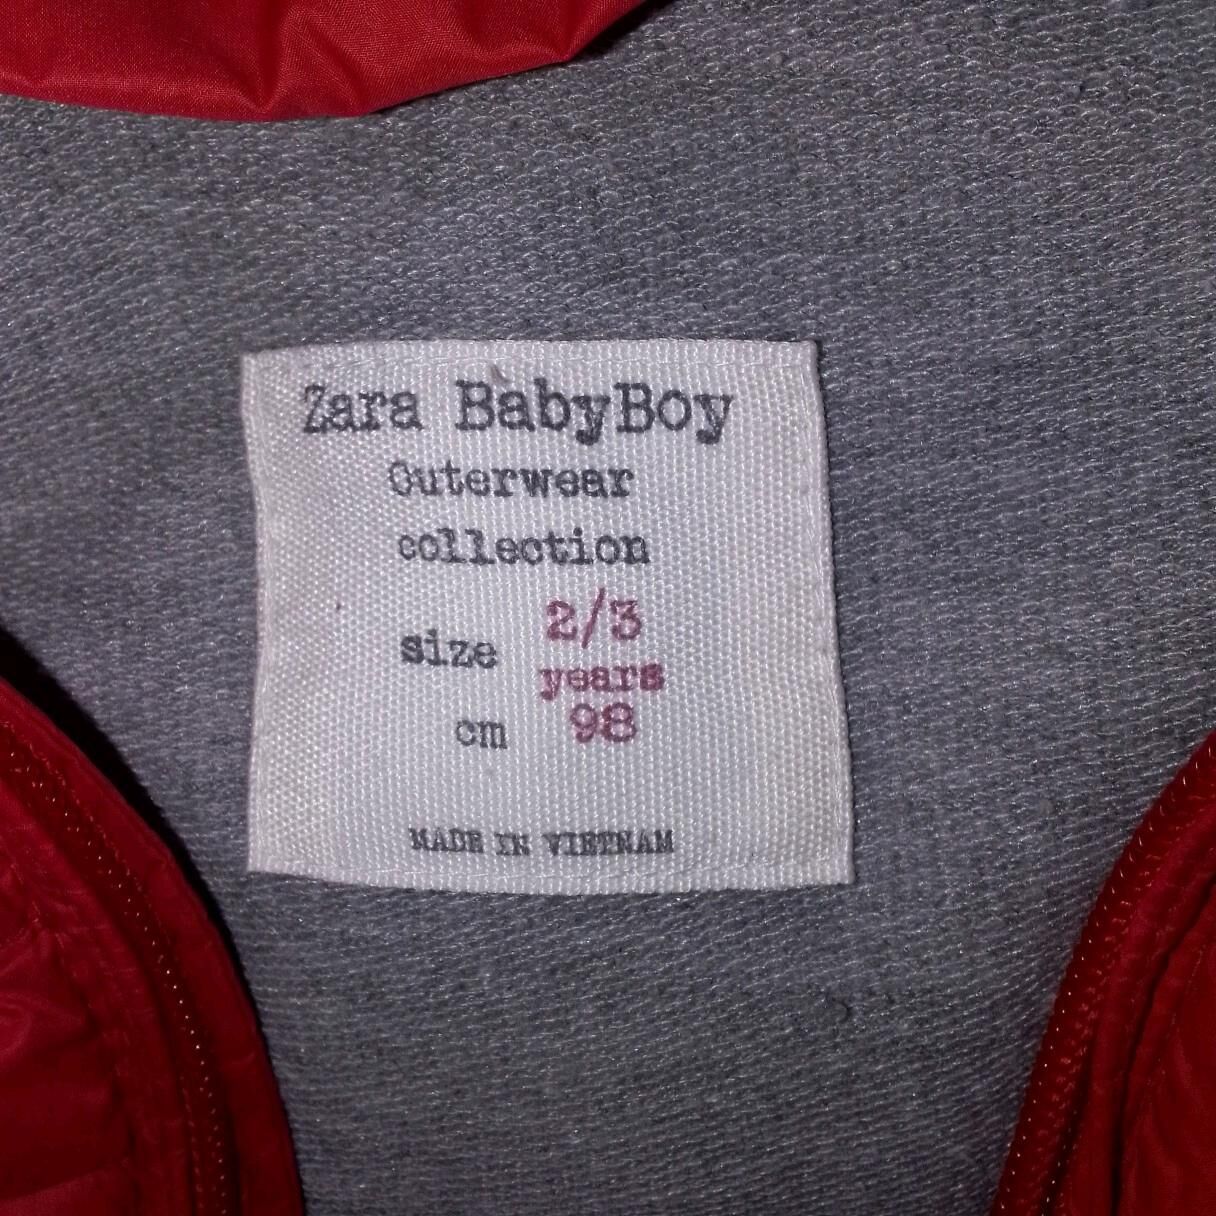 Zara BabyBoy
Outerwear
collection
size 2/3
years
cm 98
MADE IN VIETNAM